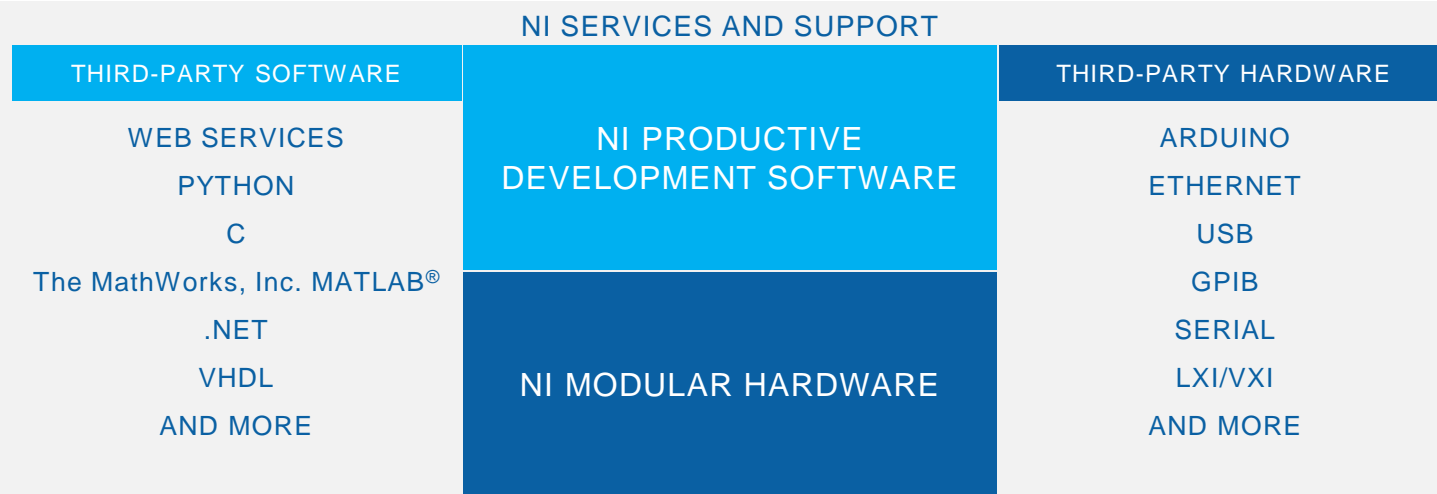 NI SERVICES AND SUPPORT
THIRD-PARTY SOFTWARE
WEB SERVICES
PYTHON
C
The MathWorks, Inc. MATLAB®
.NET
VHDL
AND MORE
NI PRODUCTIVE
DEVELOPMENT SOFTWARE
NI MODULAR HARDWARE
THIRD-PARTY HARDWARE
ARDUINO
ETHERNET
USB
GPIB
SERIAL
LXI/VXI
AND MORE